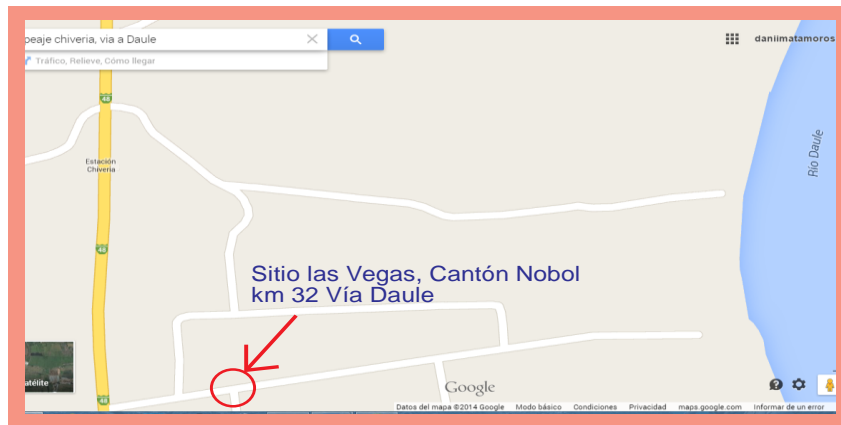 peaje chiveria, via a Daule
daniimatamoros
Tráfico, Relieve, Cómo llegar
48
Estación
Chiveria
Río Daule
48
Sitio las Vegas, Cantón Nobol
km 32 Vía Daule
atélite
Google
48
Datos del mapa ©2014 Google Modo básico Condiciones Privacidad maps.google.com Informar de un error